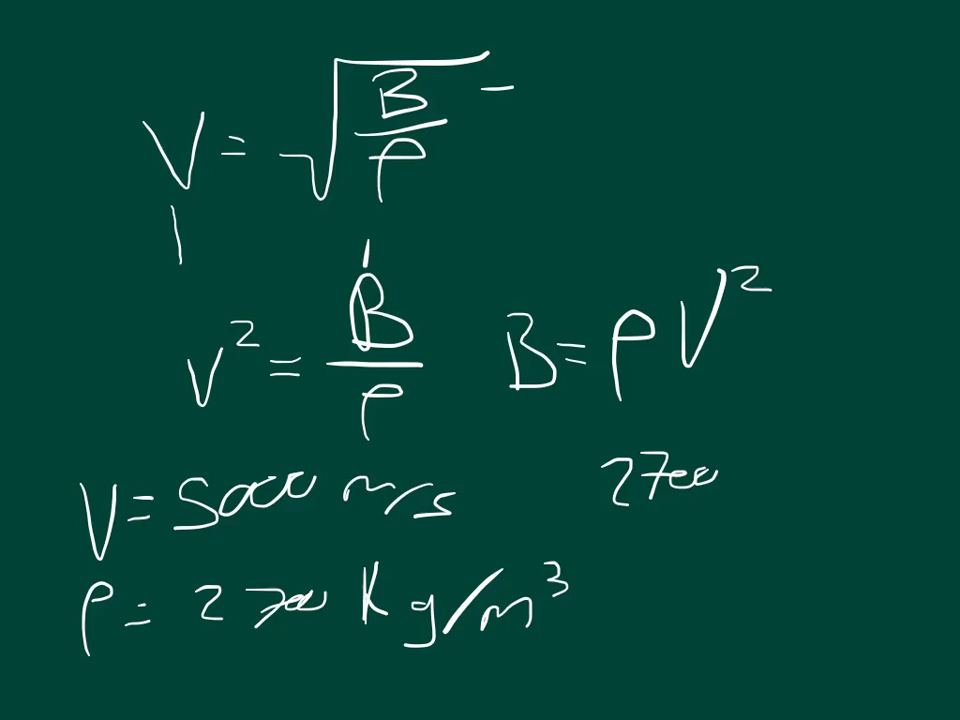 V = √(B/ρ)
V² = B/ρ B = ρV²
V = 5000 m/s 2700
ρ = 2700 Kg/m³